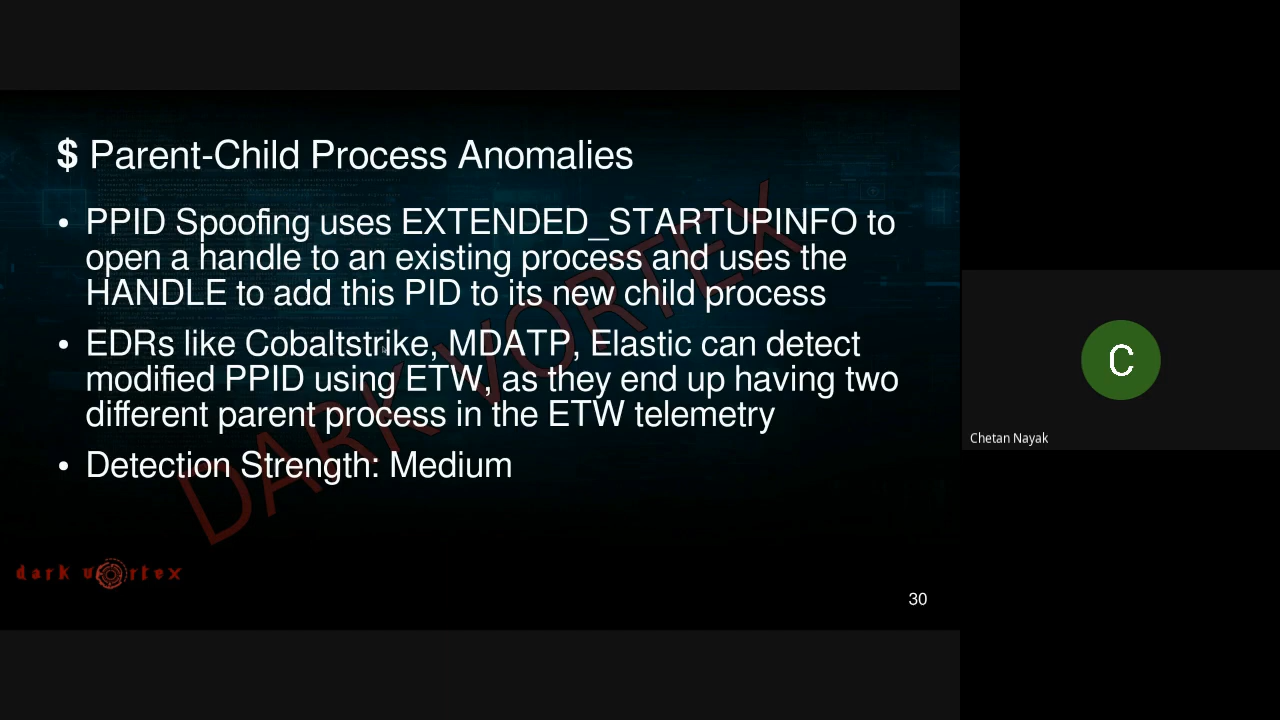 $ Parent-Child Process Anomalies
• PPID Spoofing uses EXTENDED_STARTUPINFO to
open a handle to an existing process and uses the
HANDLE to add this PID to its new child process
• EDRs like Cobaltstrike, MDATP, Elastic can detect
modified PPID using ETW, as they end up having two
different parent process in the ETW telemetry
• Detection Strength: Medium
DARK VORTEX
dark vortex
30
C
Chetan Nayak